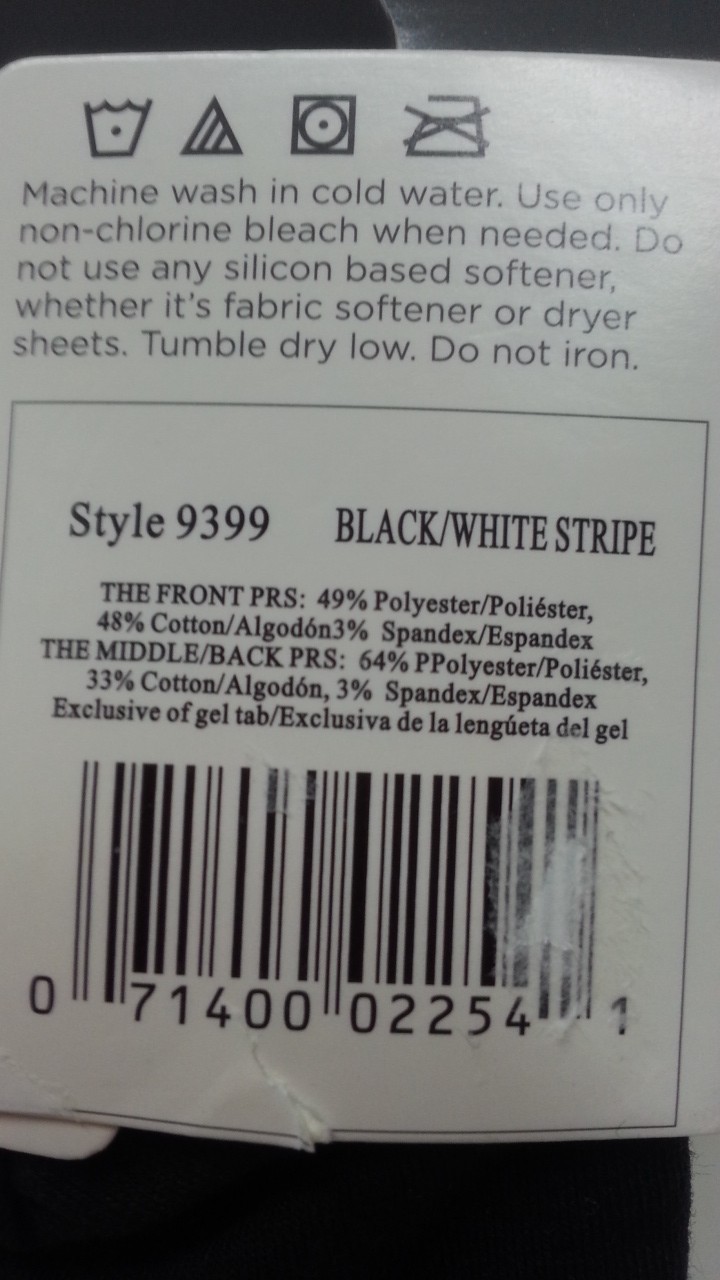 Machine wash in cold water. Use only
non-chlorine bleach when needed. Do
not use any silicon based softener,
whether it's fabric softener or dryer
sheets. Tumble dry low. Do not iron.
Style 9399 BLACK/WHITE STRIPE
THE FRONT PRS: 49% Polyester/Poliéster,
48% Cotton/Algodón3% Spandex/Espandex
THE MIDDLE/BACK PRS: 64% PPolyester/Poliéster,
33% Cotton/Algodón, 3% Spandex/Espandex
Exclusive of gel tab/Exclusiva de la lengúeta del gel
0 71400 02254 1